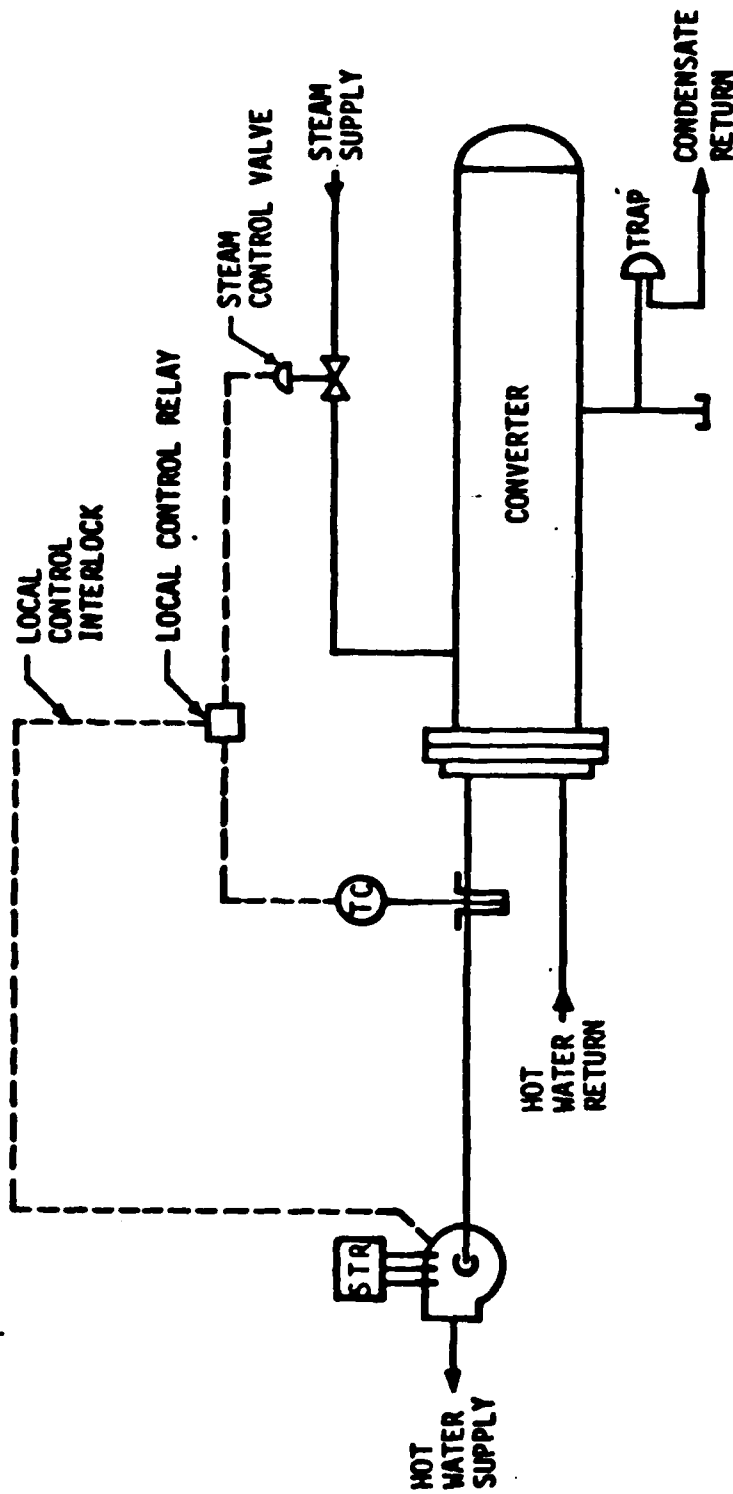 LOCAL
CONTROL
INTERLOCK
LOCAL CONTROL RELAY
STEAM
CONTROL VALVE
STEAM
SUPPLY
STR
TC
HOT
WATER
SUPPLY
HOT
WATER
RETURN
CONVERTER
TRAP
CONDENSATE
RETURN